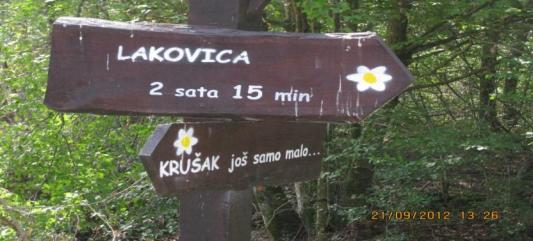 LAKOVICA
2 sata 15 min
KRUŠAK još samo malo...
21/09/2012 13 26